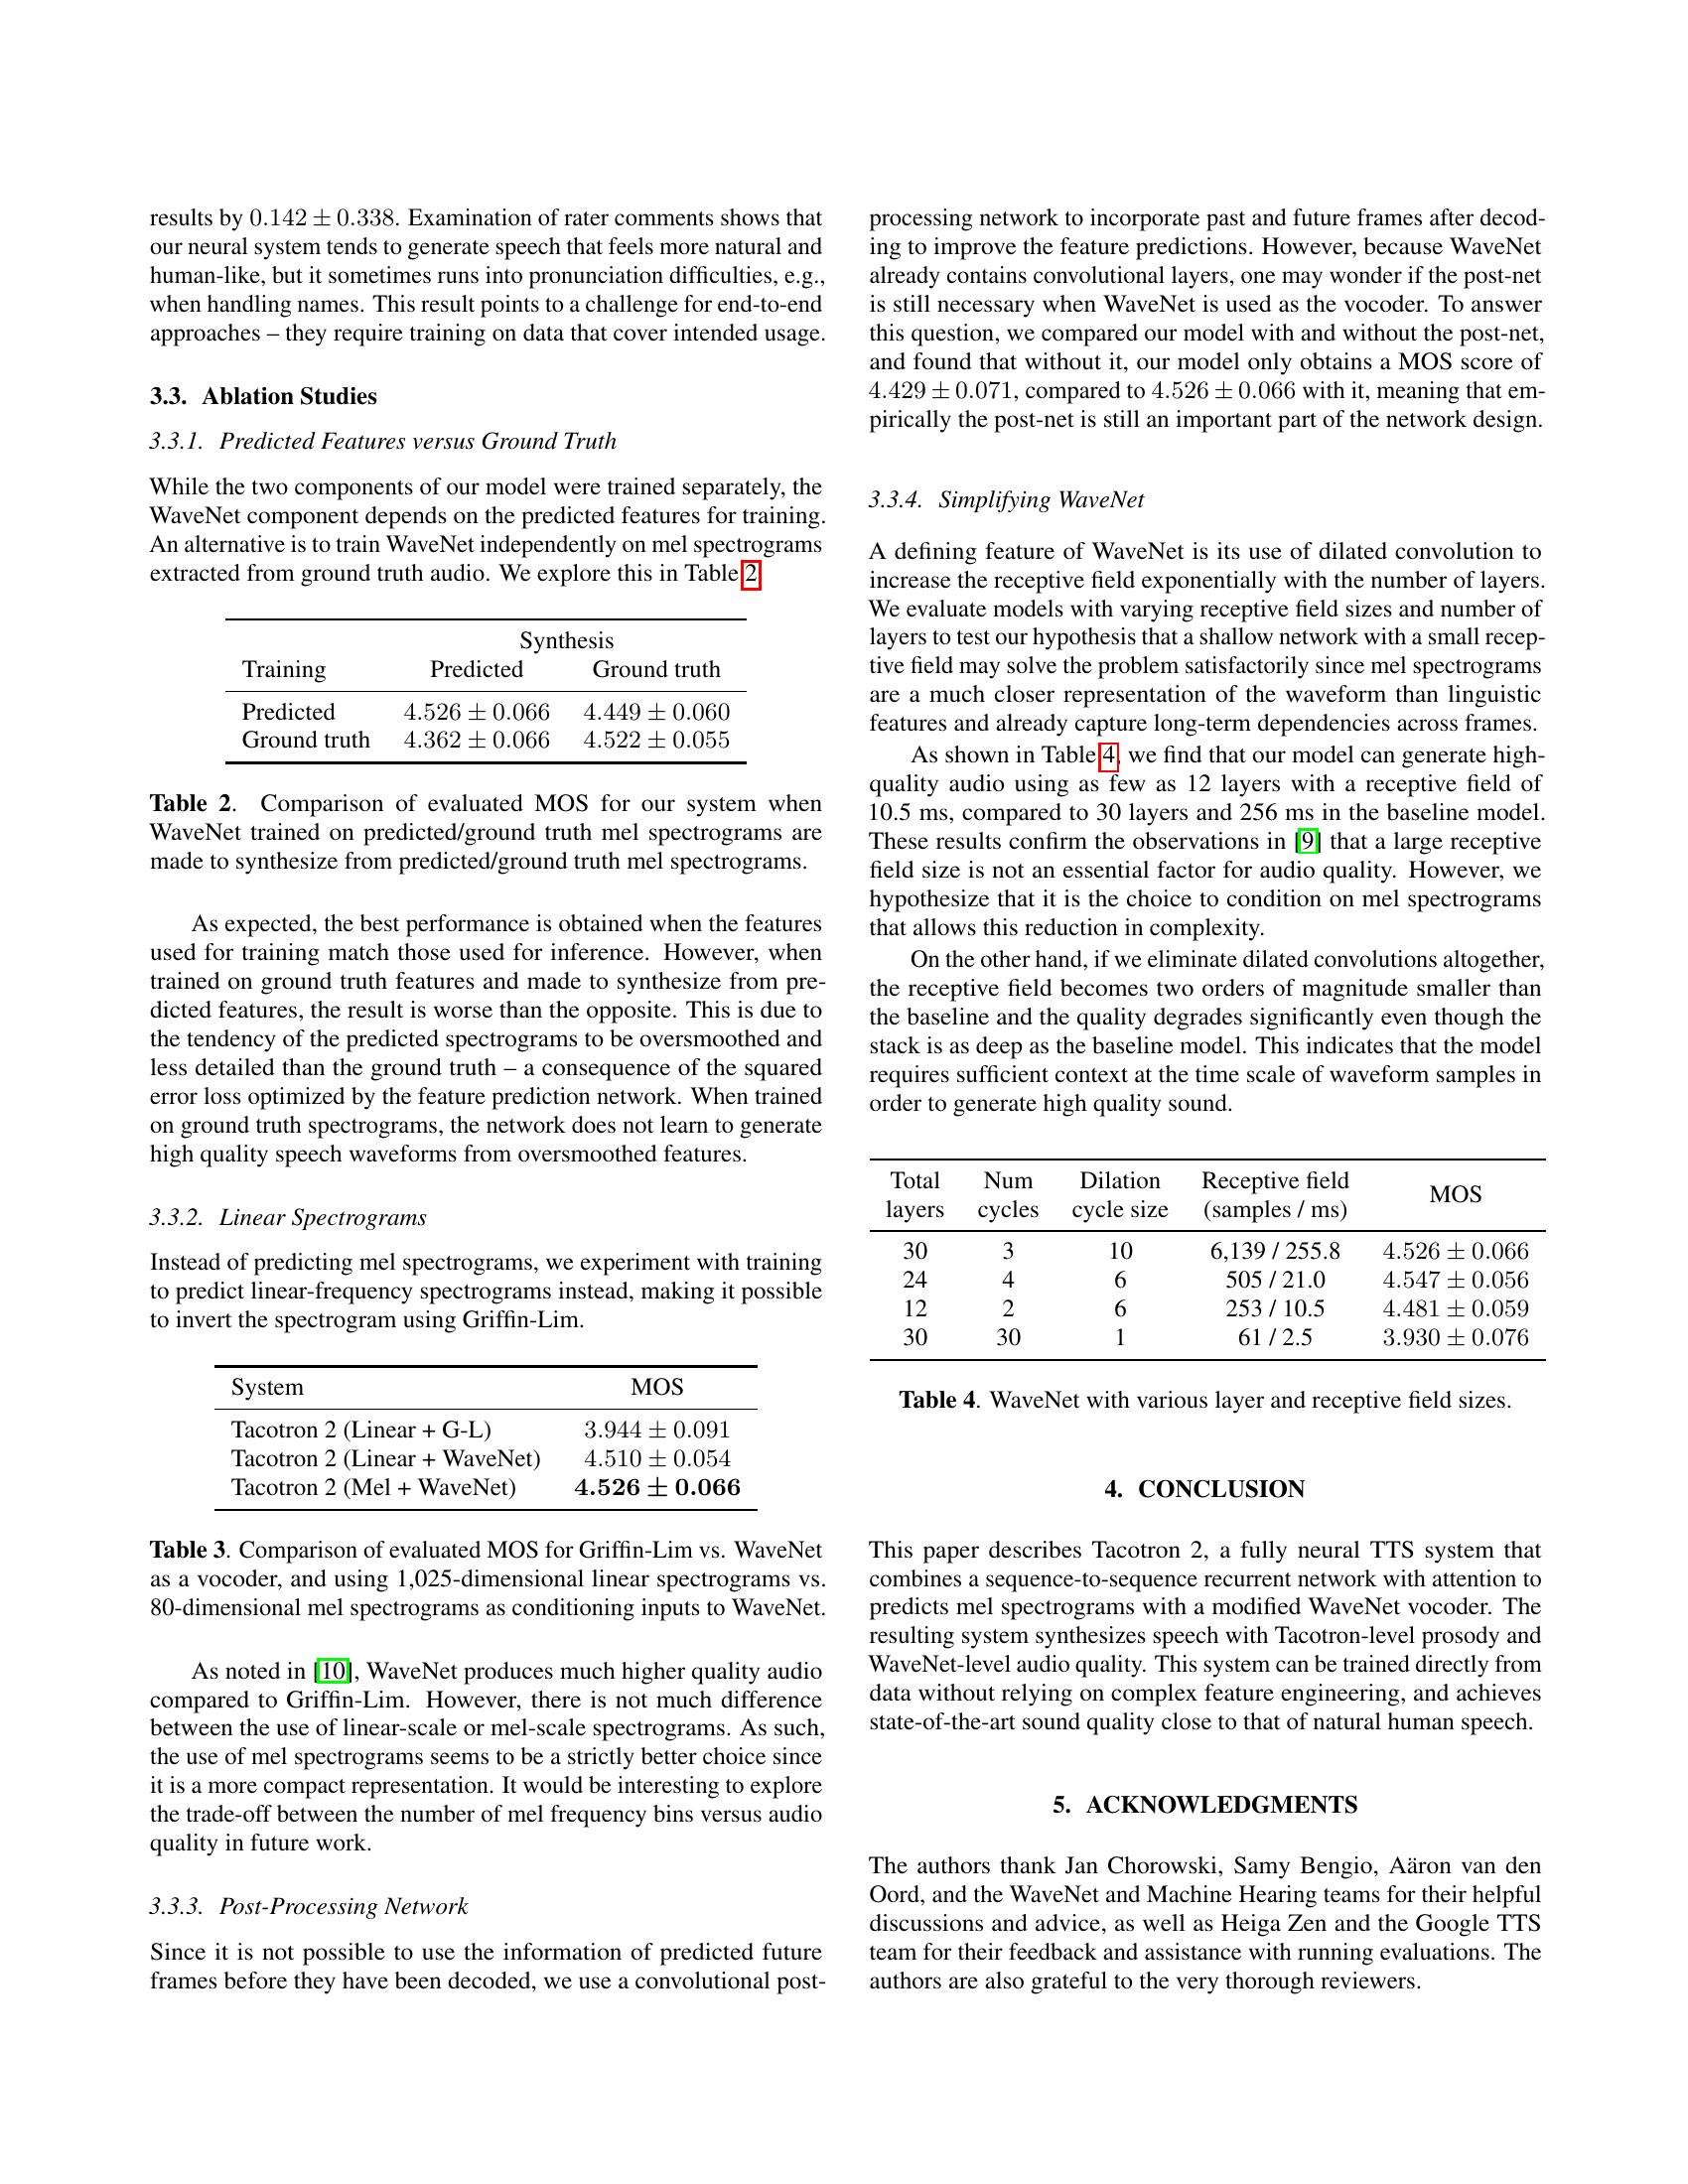 results by 0.142 ± 0.338. Examination of rater comments shows that
our neural system tends to generate speech that feels more natural and
human-like, but it sometimes runs into pronunciation difficulties, e.g.,
when handling names. This result points to a challenge for end-to-end
approaches – they require training on data that cover intended usage.
3.3. Ablation Studies
3.3.1. Predicted Features versus Ground Truth
While the two components of our model were trained separately, the
WaveNet component depends on the predicted features for training.
An alternative is to train WaveNet independently on mel spectrograms
extracted from ground truth audio. We explore this in Table 2
Synthesis
Training Predicted Ground truth
Predicted 4.526 ± 0.066 4.449 ± 0.060
Ground truth 4.362 ± 0.066 4.522 ± 0.055
Table 2. Comparison of evaluated MOS for our system when
WaveNet trained on predicted/ground truth mel spectrograms are
made to synthesize from predicted/ground truth mel spectrograms.
As expected, the best performance is obtained when the features
used for training match those used for inference. However, when
trained on ground truth features and made to synthesize from pre-
dicted features, the result is worse than the opposite. This is due to
the tendency of the predicted spectrograms to be oversmoothed and
less detailed than the ground truth – a consequence of the squared
error loss optimized by the feature prediction network. When trained
on ground truth spectrograms, the network does not learn to generate
high quality speech waveforms from oversmoothed features.
3.3.2. Linear Spectrograms
Instead of predicting mel spectrograms, we experiment with training
to predict linear-frequency spectrograms instead, making it possible
to invert the spectrogram using Griffin-Lim.
System MOS
Tacotron 2 (Linear + G-L) 3.944 ± 0.091
Tacotron 2 (Linear + WaveNet) 4.510 ± 0.054
Tacotron 2 (Mel + WaveNet) 4.526 ± 0.066
Table 3. Comparison of evaluated MOS for Griffin-Lim vs. WaveNet
as a vocoder, and using 1,025-dimensional linear spectrograms vs.
80-dimensional mel spectrograms as conditioning inputs to WaveNet.
As noted in [10], WaveNet produces much higher quality audio
compared to Griffin-Lim. However, there is not much difference
between the use of linear-scale or mel-scale spectrograms. As such,
the use of mel spectrograms seems to be a strictly better choice since
it is a more compact representation. It would be interesting to explore
the trade-off between the number of mel frequency bins versus audio
quality in future work.
3.3.3. Post-Processing Network
Since it is not possible to use the information of predicted future
frames before they have been decoded, we use a convolutional post-
processing network to incorporate past and future frames after decod-
ing to improve the feature predictions. However, because WaveNet
already contains convolutional layers, one may wonder if the post-net
is still necessary when WaveNet is used as the vocoder. To answer
this question, we compared our model with and without the post-net,
and found that without it, our model only obtains a MOS score of
4.429 ± 0.071, compared to 4.526 ± 0.066 with it, meaning that em-
pirically the post-net is still an important part of the network design.
3.3.4. Simplifying WaveNet
A defining feature of WaveNet is its use of dilated convolution to
increase the receptive field exponentially with the number of layers.
We evaluate models with varying receptive field sizes and number of
layers to test our hypothesis that a shallow network with a small recep-
tive field may solve the problem satisfactorily since mel spectrograms
are a much closer representation of the waveform than linguistic
features and already capture long-term dependencies across frames.
As shown in Table 4, we find that our model can generate high-
quality audio using as few as 12 layers with a receptive field of
10.5 ms, compared to 30 layers and 256 ms in the baseline model.
These results confirm the observations in [9] that a large receptive
field size is not an essential factor for audio quality. However, we
hypothesize that it is the choice to condition on mel spectrograms
that allows this reduction in complexity.
On the other hand, if we eliminate dilated convolutions altogether,
the receptive field becomes two orders of magnitude smaller than
the baseline and the quality degrades significantly even though the
stack is as deep as the baseline model. This indicates that the model
requires sufficient context at the time scale of waveform samples in
order to generate high quality sound.
Total Num Dilation Receptive field MOS
layers cycles cycle size (samples / ms)
30 3 10 6,139 / 255.8 4.526 ± 0.066
24 4 6 505 / 21.0 4.547 ± 0.056
12 2 6 253 / 10.5 4.481 ± 0.059
30 30 1 61 / 2.5 3.930 ± 0.076
Table 4. WaveNet with various layer and receptive field sizes.
4. CONCLUSION
This paper describes Tacotron 2, a fully neural TTS system that
combines a sequence-to-sequence recurrent network with attention to
predicts mel spectrograms with a modified WaveNet vocoder. The
resulting system synthesizes speech with Tacotron-level prosody and
WaveNet-level audio quality. This system can be trained directly from
data without relying on complex feature engineering, and achieves
state-of-the-art sound quality close to that of natural human speech.
5. ACKNOWLEDGMENTS
The authors thank Jan Chorowski, Samy Bengio, Aäron van den
Oord, and the WaveNet and Machine Hearing teams for their helpful
discussions and advice, as well as Heiga Zen and the Google TTS
team for their feedback and assistance with running evaluations. The
authors are also grateful to the very thorough reviewers.